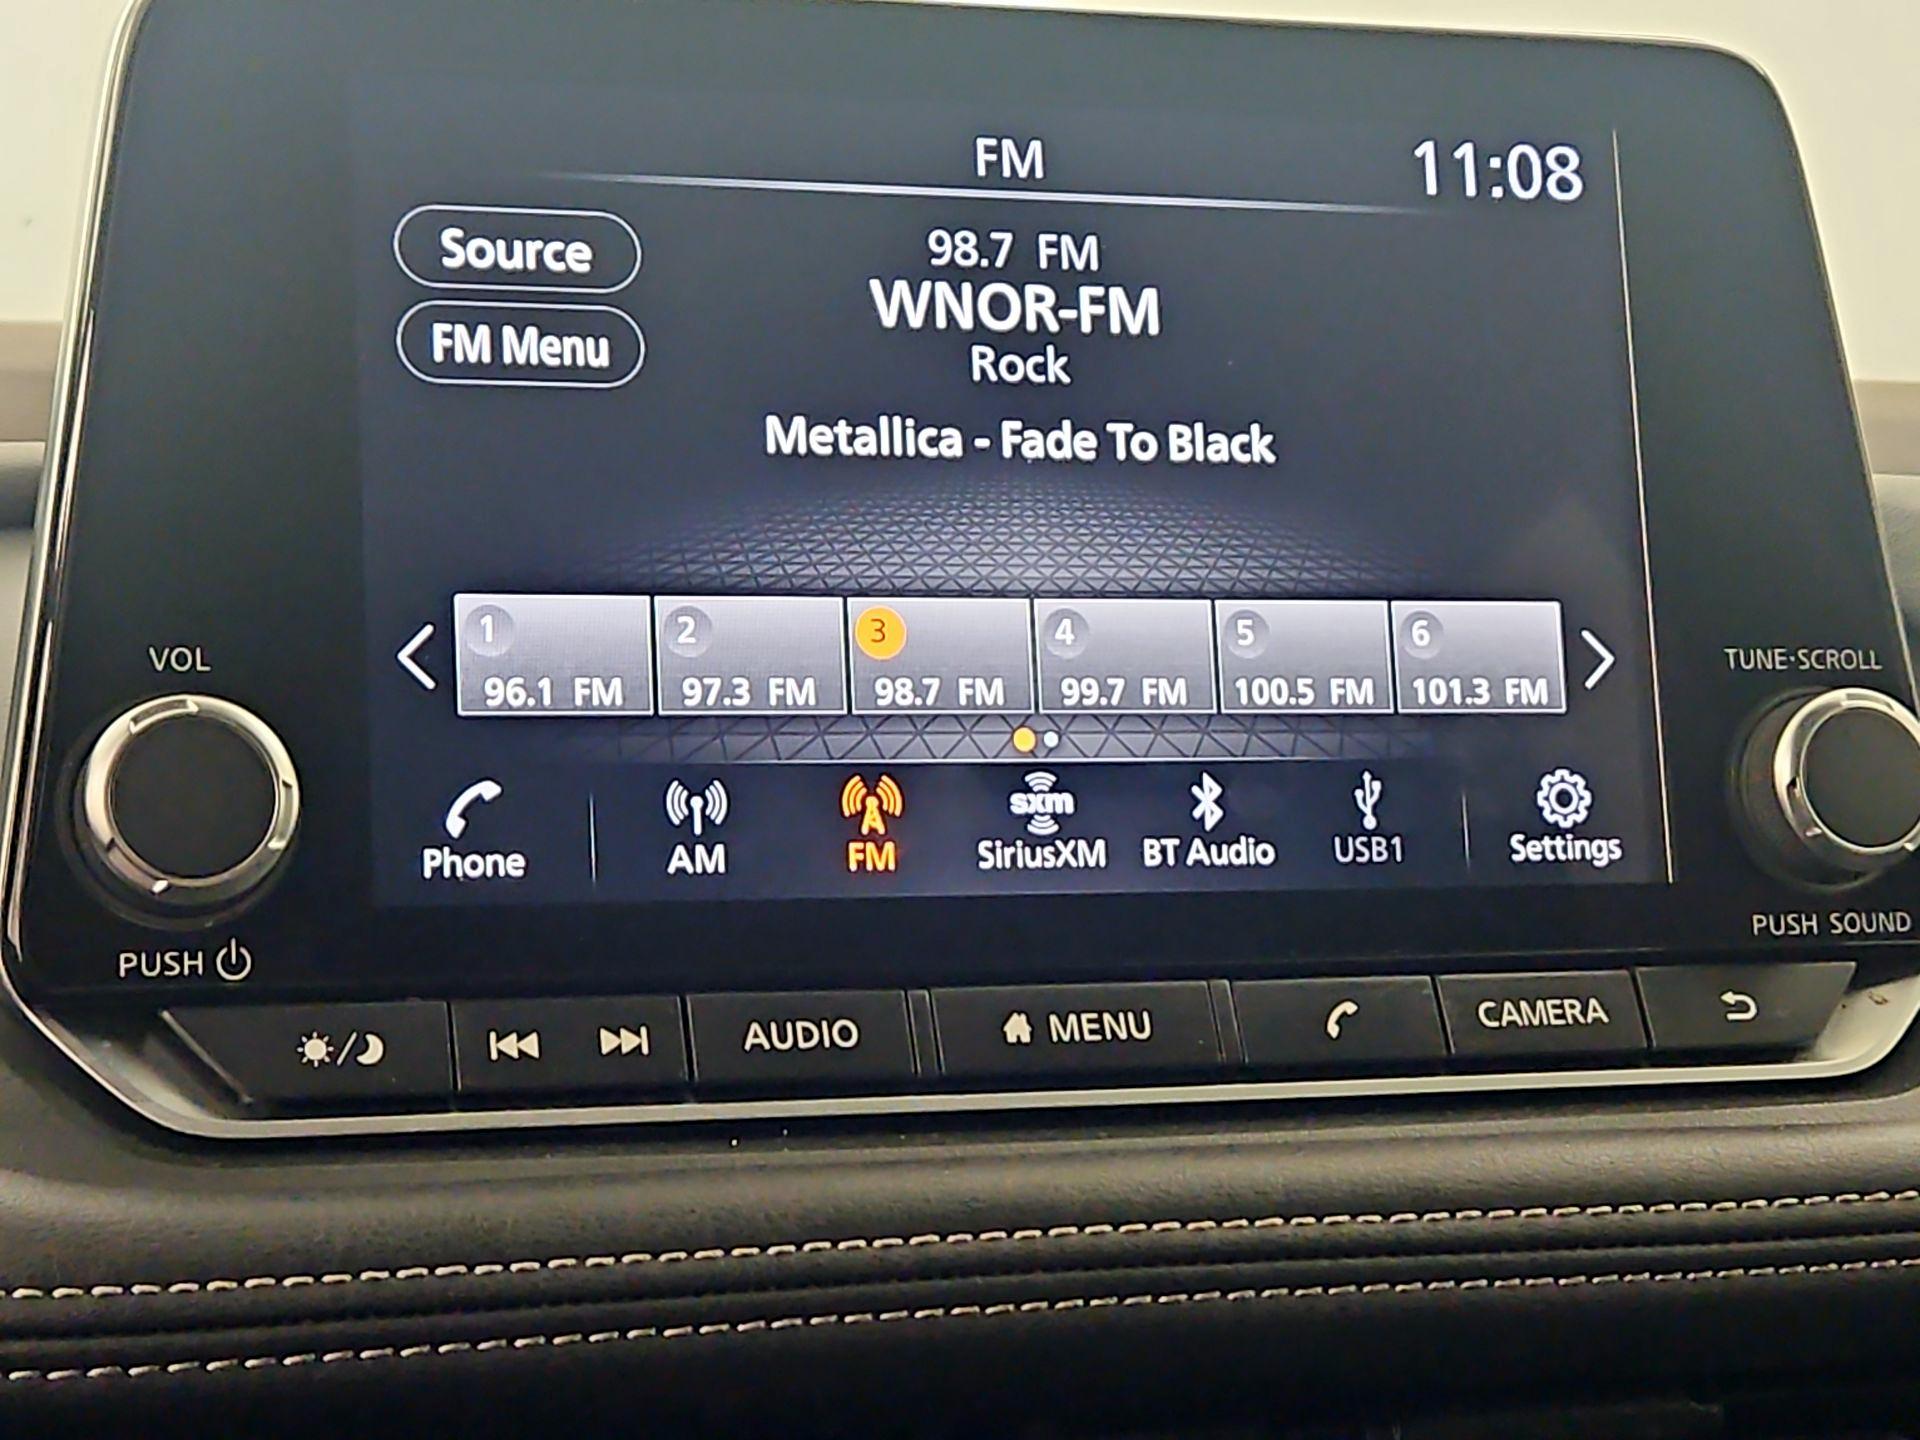 FM
11:08
Source
98.7 FM
WNOR-FM
FM Menu
Rock
Metallica - Fade To Black
1
2
3
4
5
6
96.1 FM
97.3 FM
98.7 FM
99.7 FM
100.5 FM
101.3 FM
VOL
TUNE·SCROLL
sxm
Phone
AM
FM
SiriusXM
BT Audio
USB1
Settings
PUSH
PUSH SOUND
AUDIO
MENU
CAMERA